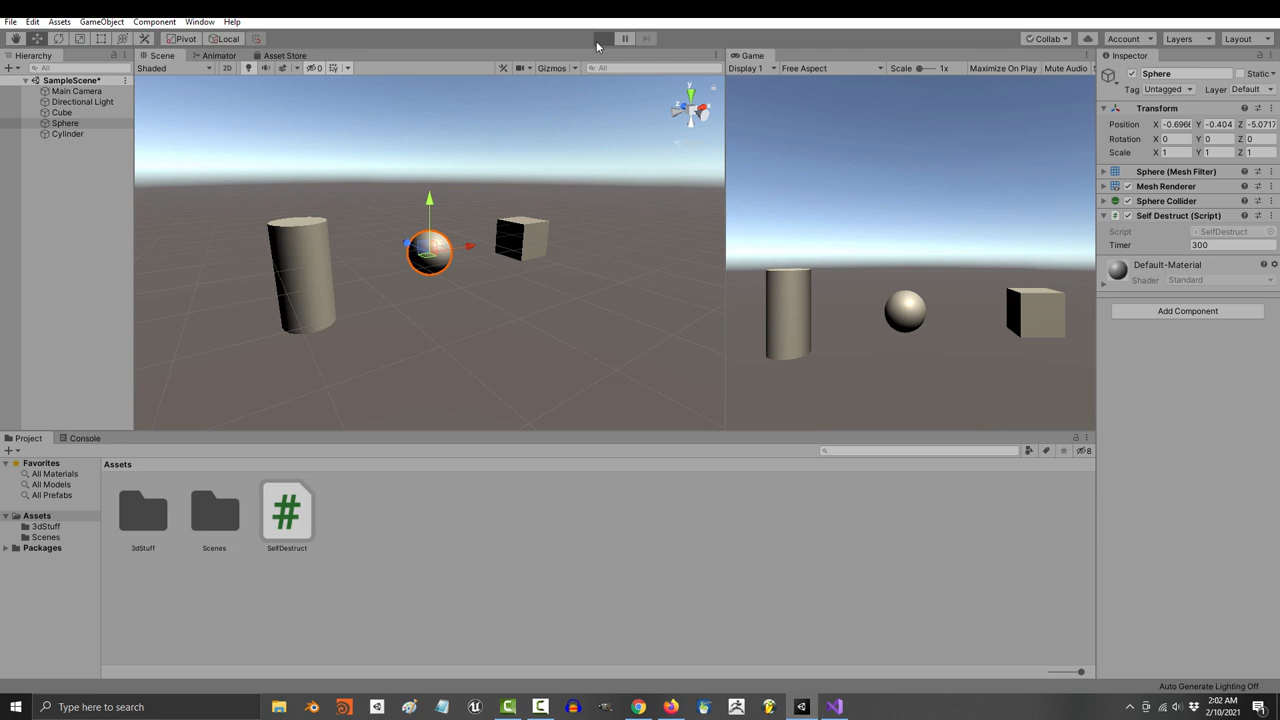 File Edit Assets GameObject Component Window Help
Pivot Local Collab Account Layers Layout
Hierarchy Scene Animator Asset Store Game Inspector
All Shaded 2D 0 Gizmos All Display 1 Free Aspect Scale 1x Maximize On Play Mute Audio S
Sphere Static
SampleScene*
Main Camera
Directional Light
Cube
Sphere
Cylinder
y
x
z
Tag Untagged Layer Default
Transform
Position X -0.6966 Y -0.404 Z -5.0717
Rotation X 0 Y 0 Z 0
Scale X 1 Y 1 Z 1
Sphere (Mesh Filter)
Mesh Renderer
Sphere Collider
Self Destruct (Script)
Script SelfDestruct
Timer 300
Default-Material
Shader Standard
Add Component
Project Console
8
Favorites
All Materials
All Models
All Prefabs
Assets
3dStuff
Scenes
Packages
Assets
#
3dStuff Scenes SelfDestruct
Auto Generate Lighting Off
Type here to search
2:02 AM
2/10/2021